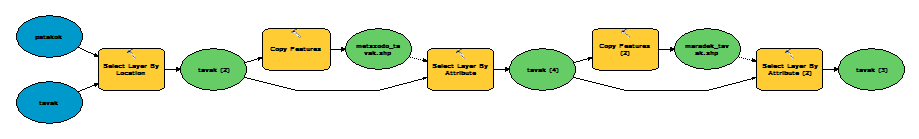 patakok
tavak
Select Layer By
Location
tavak (2)
Copy Features
metszodo_ta
vak.shp
Select Layer By
Attribute
tavak (4)
Copy Features
(2)
maradek_tav
ak.shp
Select Layer By
Attribute (2)
tavak (3)